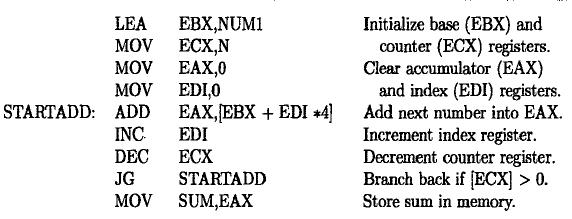 LEA EBX,NUM1 Initialize base (EBX) and
MOV ECX,N counter (ECX) registers.
MOV EAX,0 Clear accumulator (EAX)
MOV EDI,0 and index (EDI) registers.
STARTADD: ADD EAX,[EBX + EDI *4] Add next number into EAX.
INC EDI Increment index register.
DEC ECX Decrement counter register.
JG STARTADD Branch back if [ECX] > 0.
MOV SUM,EAX Store sum in memory.